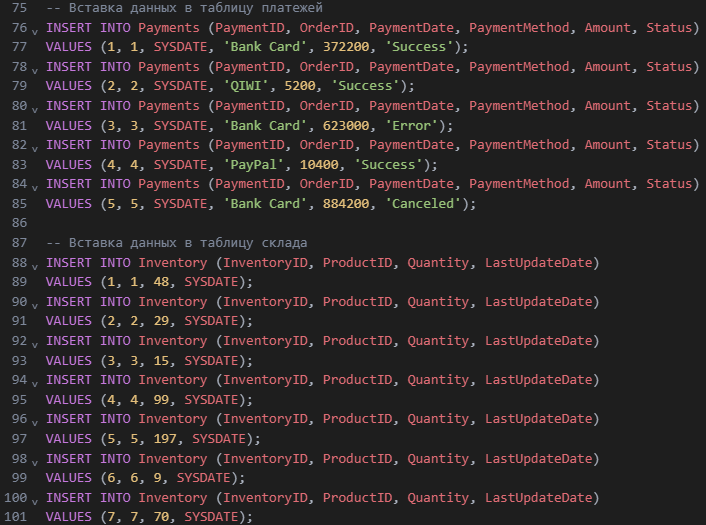 75 -- Вставка данных в таблицу платежей
76 INSERT INTO Payments (PaymentID, OrderID, PaymentDate, PaymentMethod, Amount, Status)
77 VALUES (1, 1, SYSDATE, 'Bank Card', 372200, 'Success');
78 INSERT INTO Payments (PaymentID, OrderID, PaymentDate, PaymentMethod, Amount, Status)
79 VALUES (2, 2, SYSDATE, 'QIWI', 5200, 'Success');
80 INSERT INTO Payments (PaymentID, OrderID, PaymentDate, PaymentMethod, Amount, Status)
81 VALUES (3, 3, SYSDATE, 'Bank Card', 623000, 'Error');
82 INSERT INTO Payments (PaymentID, OrderID, PaymentDate, PaymentMethod, Amount, Status)
83 VALUES (4, 4, SYSDATE, 'PayPal', 10400, 'Success');
84 INSERT INTO Payments (PaymentID, OrderID, PaymentDate, PaymentMethod, Amount, Status)
85 VALUES (5, 5, SYSDATE, 'Bank Card', 884200, 'Canceled');
86
87 -- Вставка данных в таблицу склада
88 INSERT INTO Inventory (InventoryID, ProductID, Quantity, LastUpdateDate)
89 VALUES (1, 1, 48, SYSDATE);
90 INSERT INTO Inventory (InventoryID, ProductID, Quantity, LastUpdateDate)
91 VALUES (2, 2, 29, SYSDATE);
92 INSERT INTO Inventory (InventoryID, ProductID, Quantity, LastUpdateDate)
93 VALUES (3, 3, 15, SYSDATE);
94 INSERT INTO Inventory (InventoryID, ProductID, Quantity, LastUpdateDate)
95 VALUES (4, 4, 99, SYSDATE);
96 INSERT INTO Inventory (InventoryID, ProductID, Quantity, LastUpdateDate)
97 VALUES (5, 5, 197, SYSDATE);
98 INSERT INTO Inventory (InventoryID, ProductID, Quantity, LastUpdateDate)
99 VALUES (6, 6, 9, SYSDATE);
100 INSERT INTO Inventory (InventoryID, ProductID, Quantity, LastUpdateDate)
101 VALUES (7, 7, 70, SYSDATE);